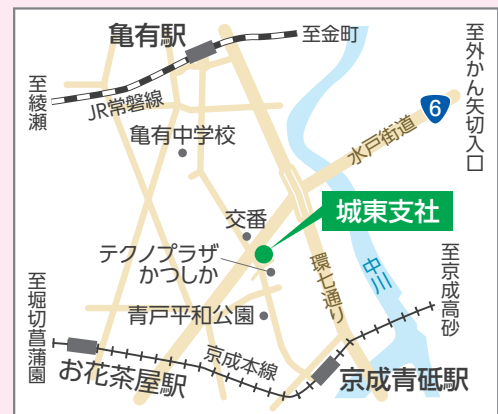 亀有駅
至金町
至外かん矢切入口
至綾瀬
JR常磐線
6
水戸街道
亀有中学校
交番
城東支社
テクノプラザ
かつしか
環七通り
中川
至京成高砂
至堀切菖蒲園
青戸平和公園
京成本線
お花茶屋駅
京成青砥駅